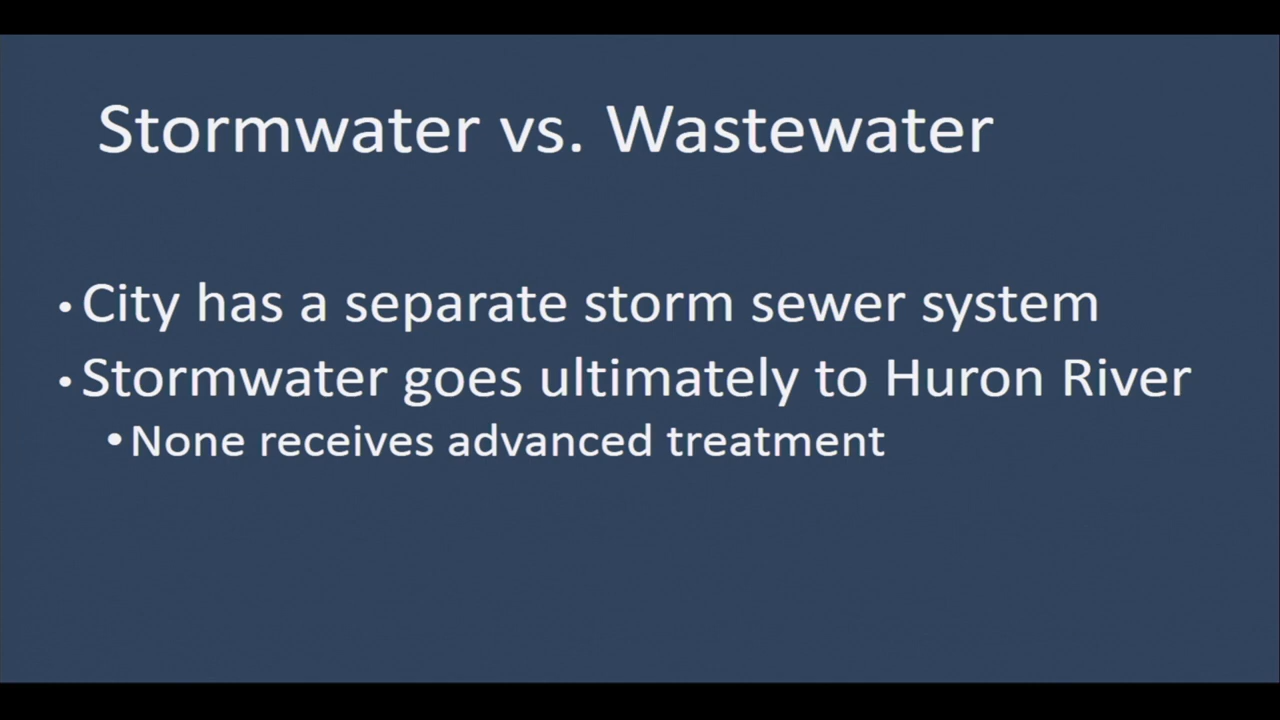 Stormwater vs. Wastewater
• City has a separate storm sewer system
• Stormwater goes ultimately to Huron River
• None receives advanced treatment